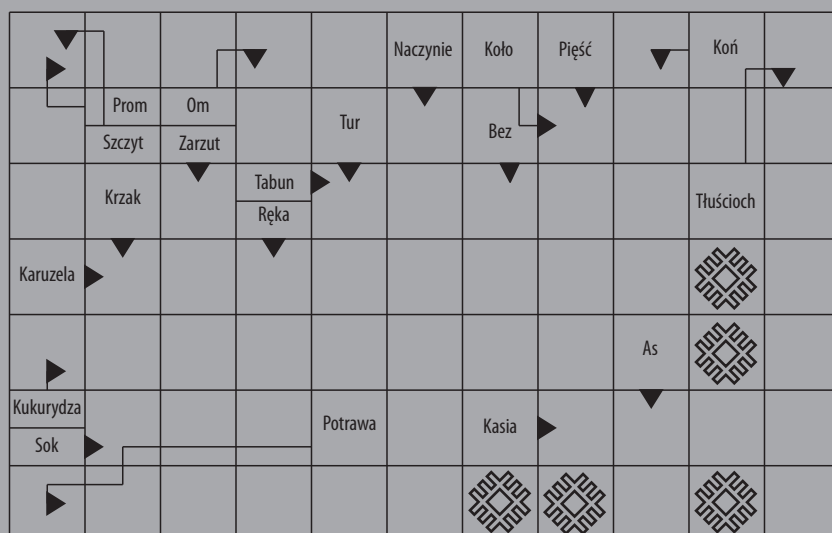 Naczynie
Koło
Pięść
Koń
Prom
Om
Tur
Bez
Szczyt
Zarzut
Krzak
Tabun
Ręka
Tłuścioch
Karuzela
As
Kukurydza
Sok
Potrawa
Kasia